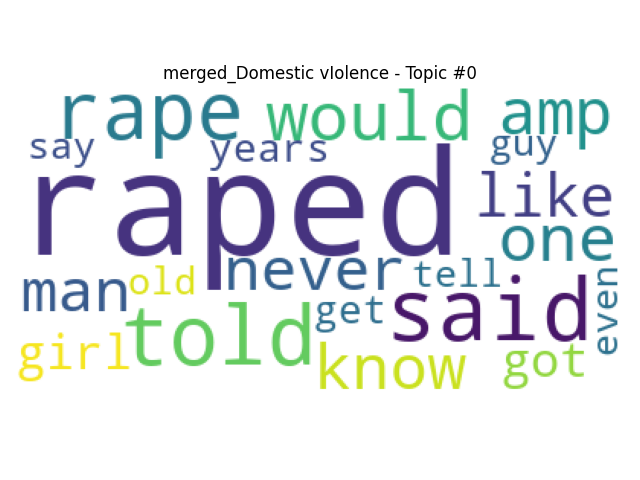 merged_Domestic vIolence - Topic #0
rape would amp
say years guy
raped like
one
man old never tell
girl told get said even
know got